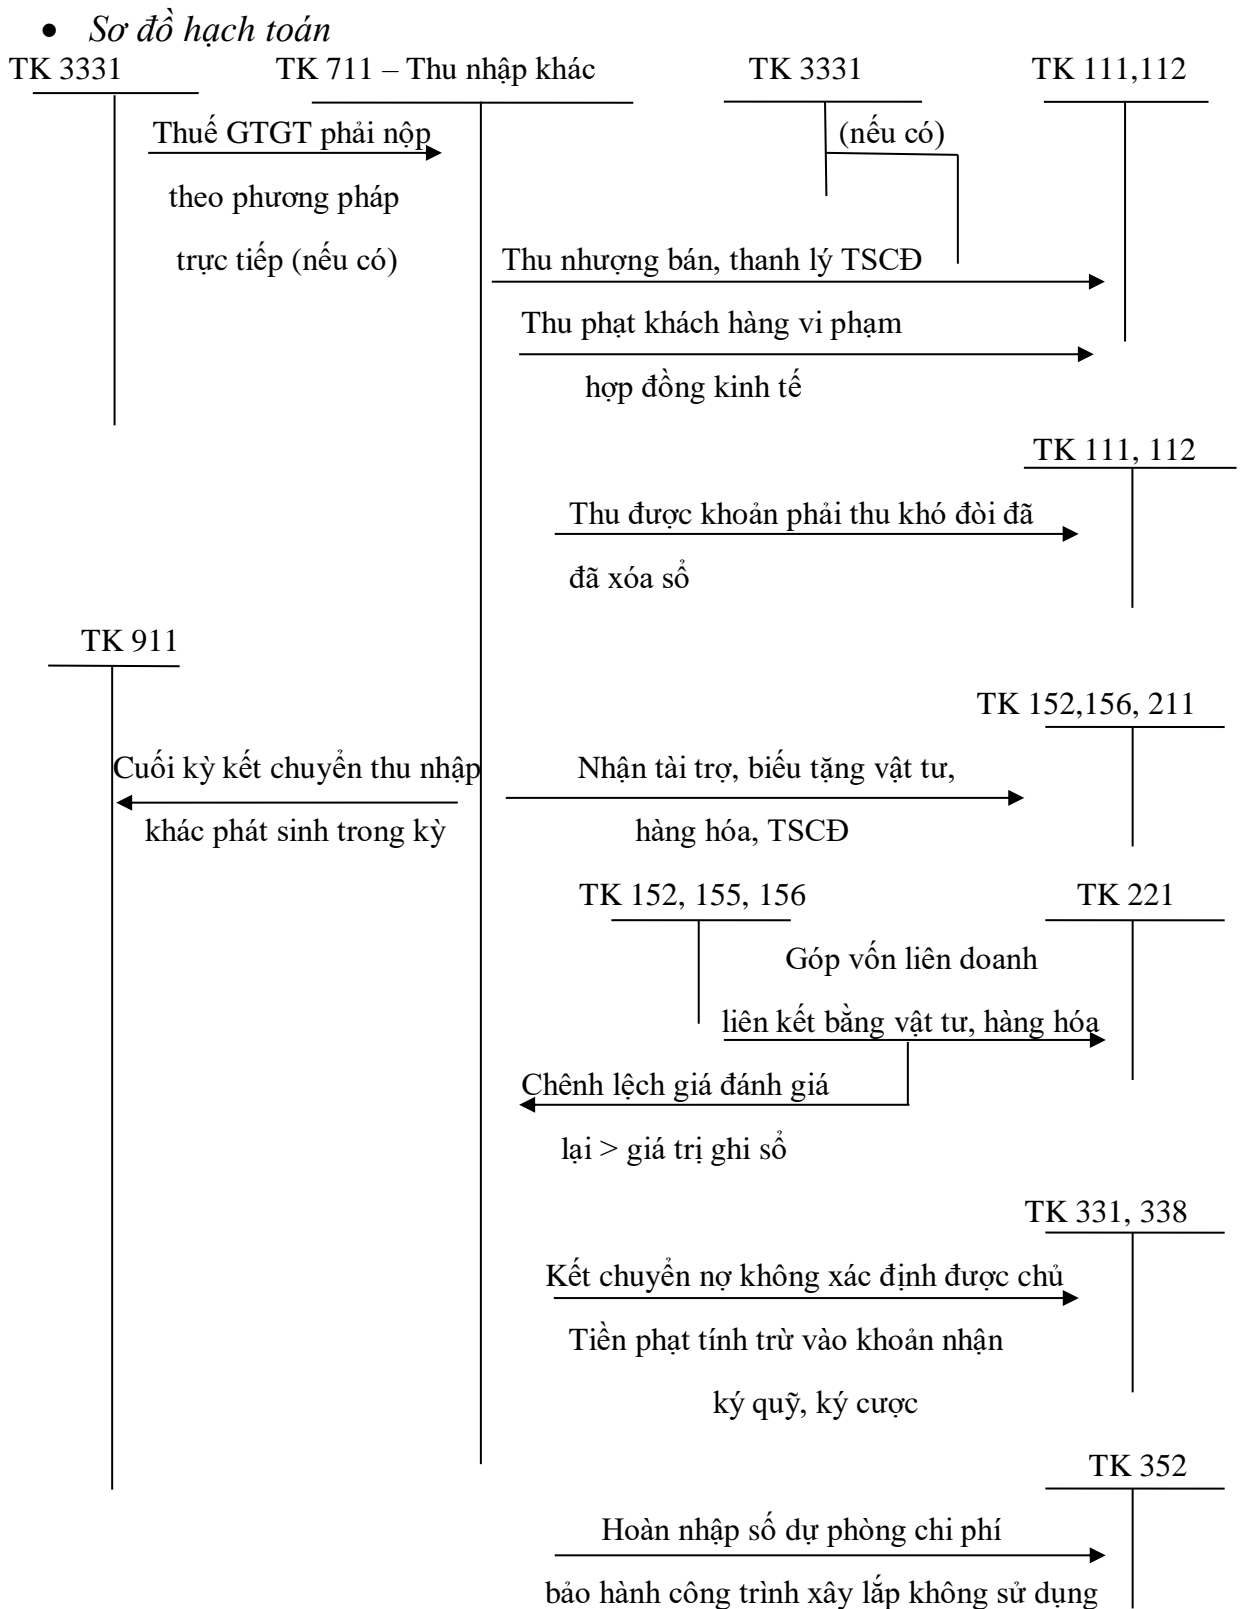 • Sơ đồ hạch toán
TK 3331 TK 711 – Thu nhập khác TK 3331 TK 111,112
Thuế GTGT phải nộp (nếu có)
theo phương pháp
trực tiếp (nếu có) Thu nhượng bán, thanh lý TSCĐ
Thu phạt khách hàng vi phạm
hợp đồng kinh tế
TK 111, 112
Thu được khoản phải thu khó đòi đã
đã xóa sổ
TK 911
TK 152,156, 211
Cuối kỳ kết chuyển thu nhập Nhận tài trợ, biếu tặng vật tư,
khác phát sinh trong kỳ hàng hóa, TSCĐ
TK 152, 155, 156 TK 221
Góp vốn liên doanh
liên kết bằng vật tư, hàng hóa
Chênh lệch giá đánh giá
lại > giá trị ghi sổ
TK 331, 338
Kết chuyển nợ không xác định được chủ
Tiền phạt tính trừ vào khoản nhận
ký quỹ, ký cược
TK 352
Hoàn nhập số dự phòng chi phí
bảo hành công trình xây lắp không sử dụng